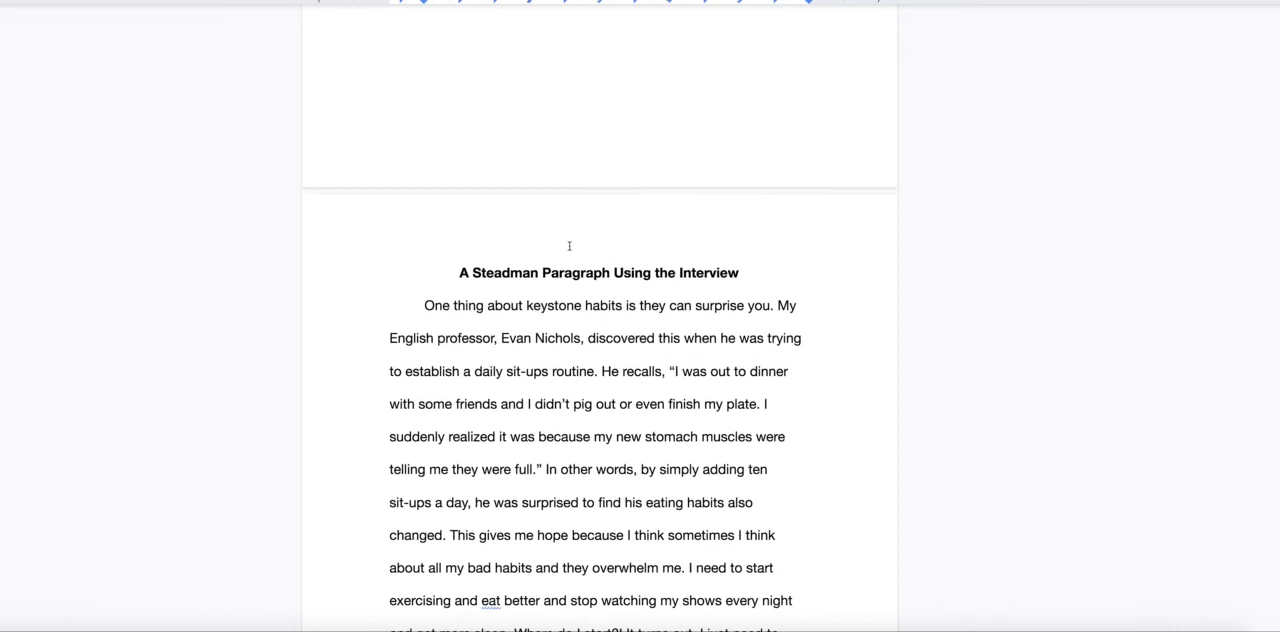 A Steadman Paragraph Using the Interview
One thing about keystone habits is they can surprise you. My
English professor, Evan Nichols, discovered this when he was trying
to establish a daily sit-ups routine. He recalls, “I was out to dinner
with some friends and I didn’t pig out or even finish my plate. I
suddenly realized it was because my new stomach muscles were
telling me they were full.” In other words, by simply adding ten
sit-ups a day, he was surprised to find his eating habits also
changed. This gives me hope because I think sometimes I think
about all my bad habits and they overwhelm me. I need to start
exercising and eat better and stop watching my shows every night